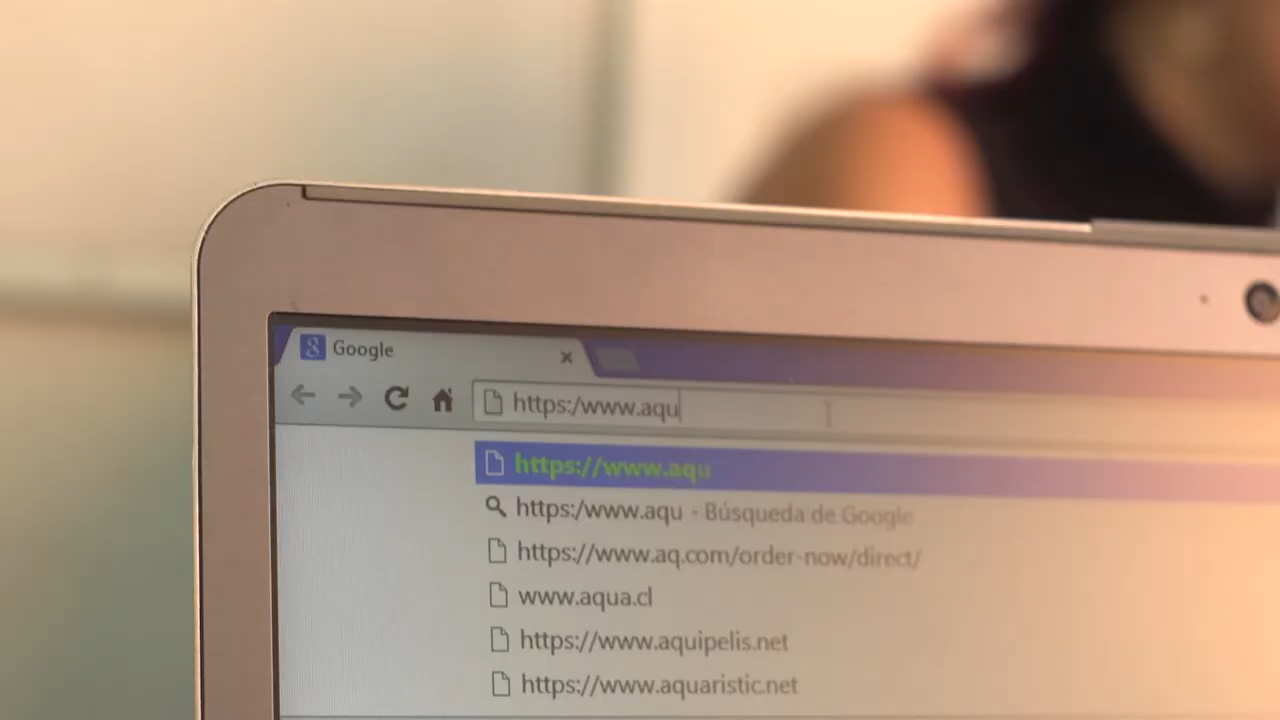 Google
https:/www.aqu
https://www.aqu
https:/www.aqu - Búsqueda de Google
https://www.aq.com/order-now/direct/
www.aqua.cl
https://www.aquipelis.net
https://www.aquaristic.net